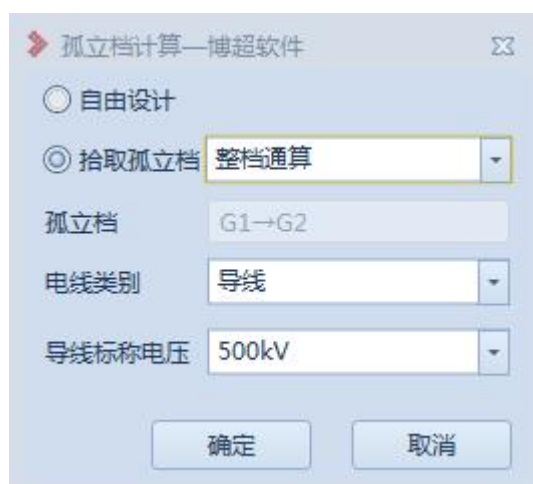 孤立档计算—博超软件
自由设计
拾取孤立档 整档通算
孤立档 G1→G2
电线类别 导线
导线标称电压 500kV
确定 取消